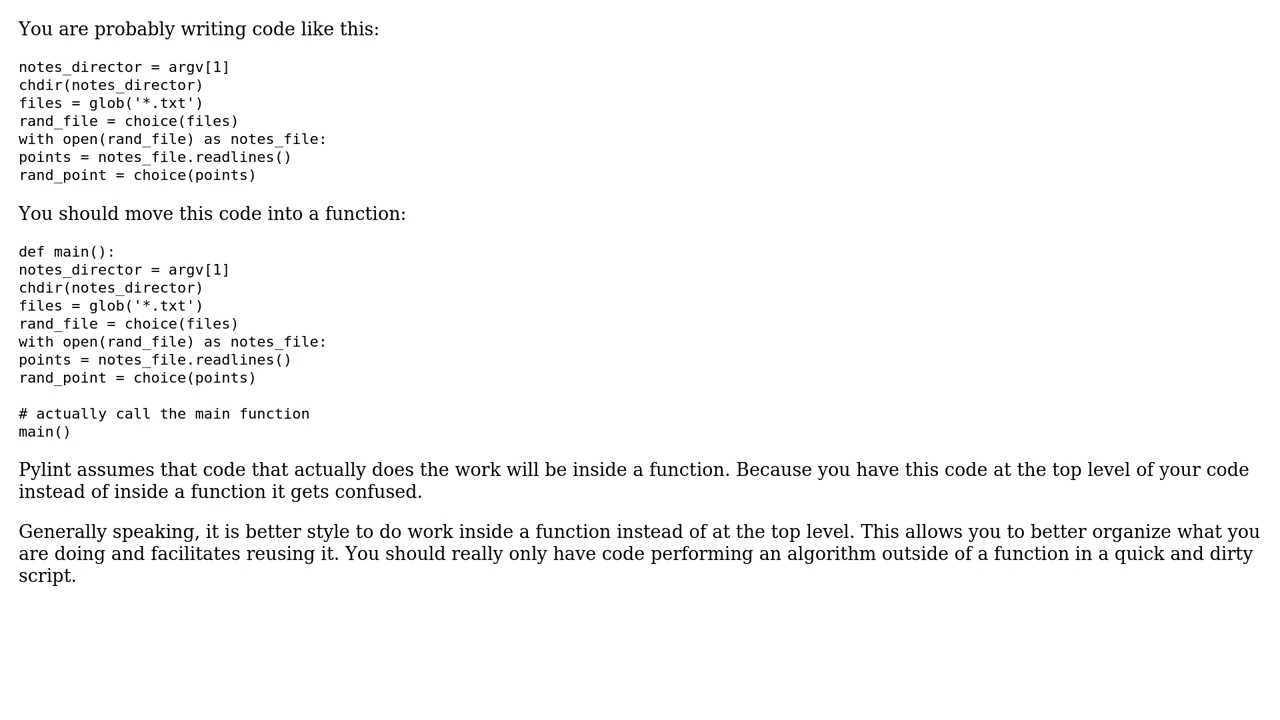 You are probably writing code like this:
notes_director = argv[1]
chdir(notes_director)
files = glob('*.txt')
rand_file = choice(files)
with open(rand_file) as notes_file:
points = notes_file.readlines()
rand_point = choice(points)
You should move this code into a function:
def main():
notes_director = argv[1]
chdir(notes_director)
files = glob('*.txt')
rand_file = choice(files)
with open(rand_file) as notes_file:
points = notes_file.readlines()
rand_point = choice(points)
# actually call the main function
main()
Pylint assumes that code that actually does the work will be inside a function. Because you have this code at the top level of your code
instead of inside a function it gets confused.
Generally speaking, it is better style to do work inside a function instead of at the top level. This allows you to better organize what you
are doing and facilitates reusing it. You should really only have code performing an algorithm outside of a function in a quick and dirty
script.